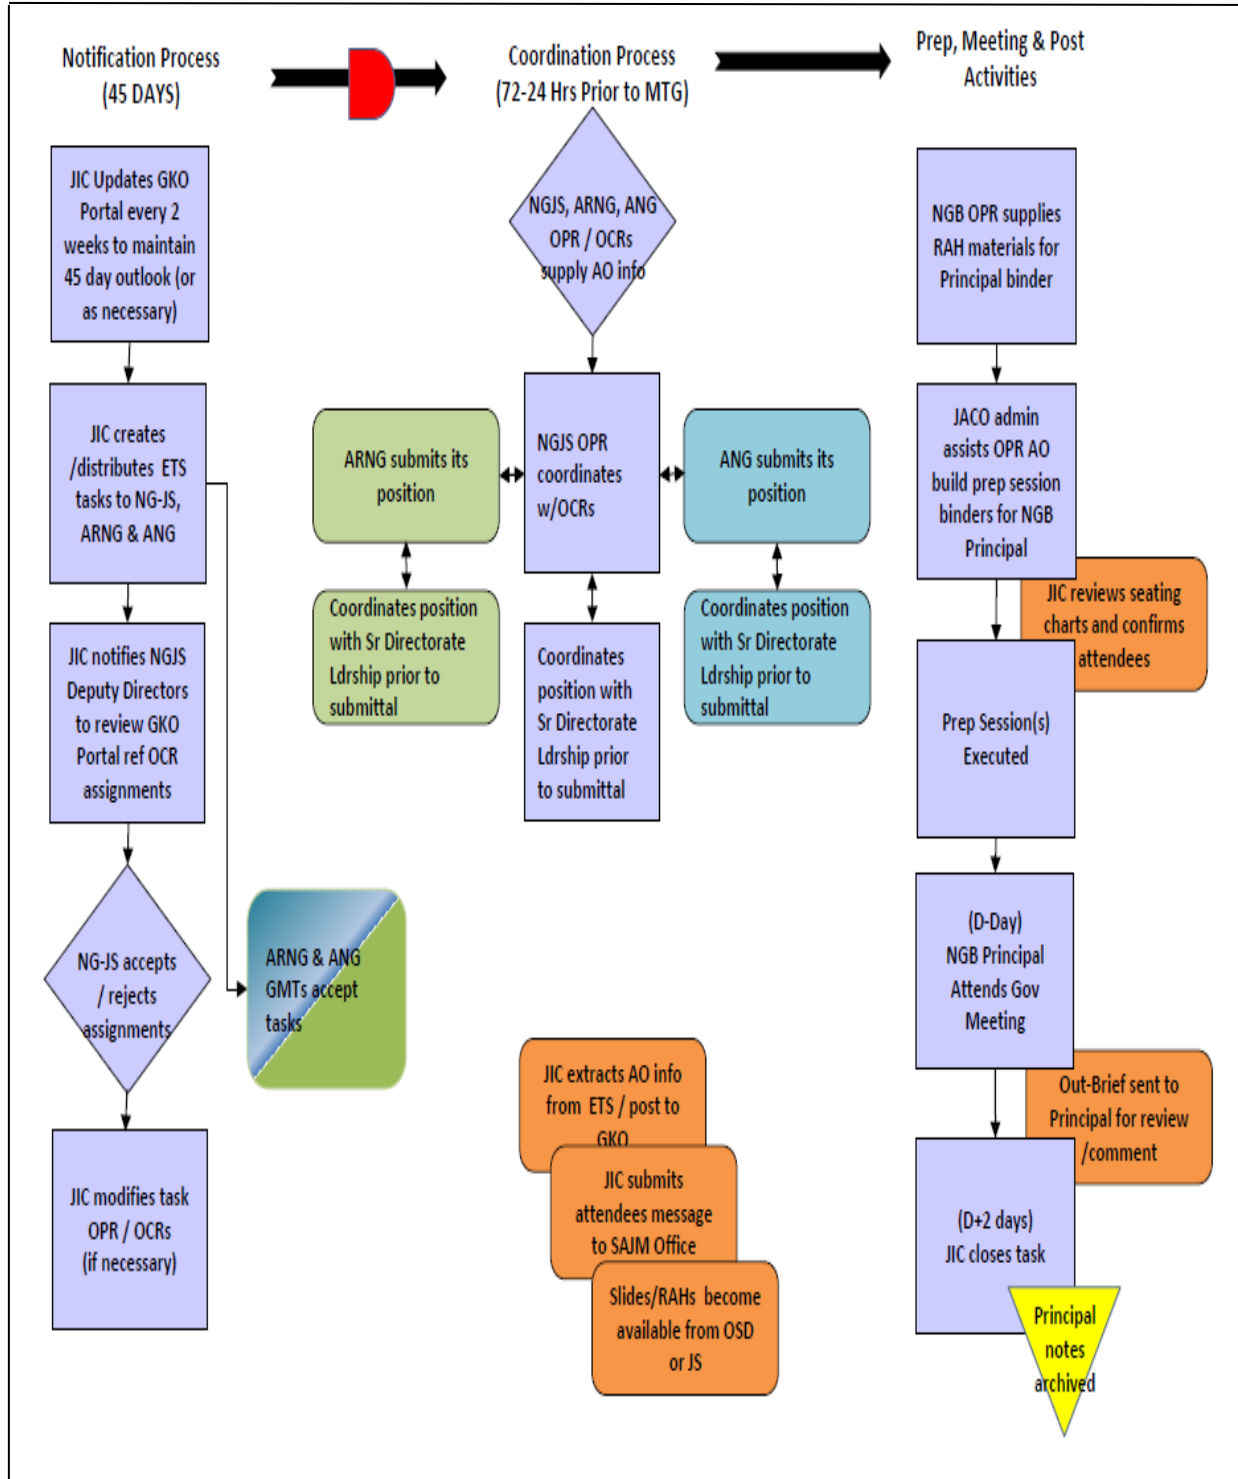 Notification Process
(45 DAYS)
Coordination Process
(72-24 Hrs Prior to MTG)
Prep, Meeting & Post
Activities
JIC Updates GKO
Portal every 2
weeks to maintain
45 day outlook (or
as necessary)
JIC creates
/distributes ETS
tasks to NG-JS,
ARNG & ANG
JIC notifies NGJS
Deputy Directors
to review GKO
Portal ref OCR
assignments
NG-JS accepts
/ rejects
assignments
JIC modifies task
OPR / OCRs
(if necessary)
ARNG & ANG
GMTs accept
tasks
NGJS, ARNG, ANG
OPR / OCRs
supply AO info
ARNG submits its
position
NGJS OPR
coordinates
w/OCRs
ANG submits its
position
Coordinates position
with Sr Directorate
Ldrship prior to
submittal
Coordinates
position with
Sr Directorate
Ldrship prior
to submittal
Coordinates position
with Sr Directorate
Ldrship prior to
submittal
JIC extracts AO info
from ETS / post to
GKO
JIC submits
attendees message
to SAJM Office
Slides/RAHs become
available from OSD
or JS
NGB OPR supplies
RAH materials for
Principal binder
JACO admin
assists OPR AO
build prep session
binders for NGB
Principal
JIC reviews seating
charts and confirms
attendees
Prep Session(s)
Executed
(D-Day)
NGB Principal
Attends Gov
Meeting
Out-Brief sent to
Principal for review
/comment
(D+2 days)
JIC closes task
Principal
notes
archived